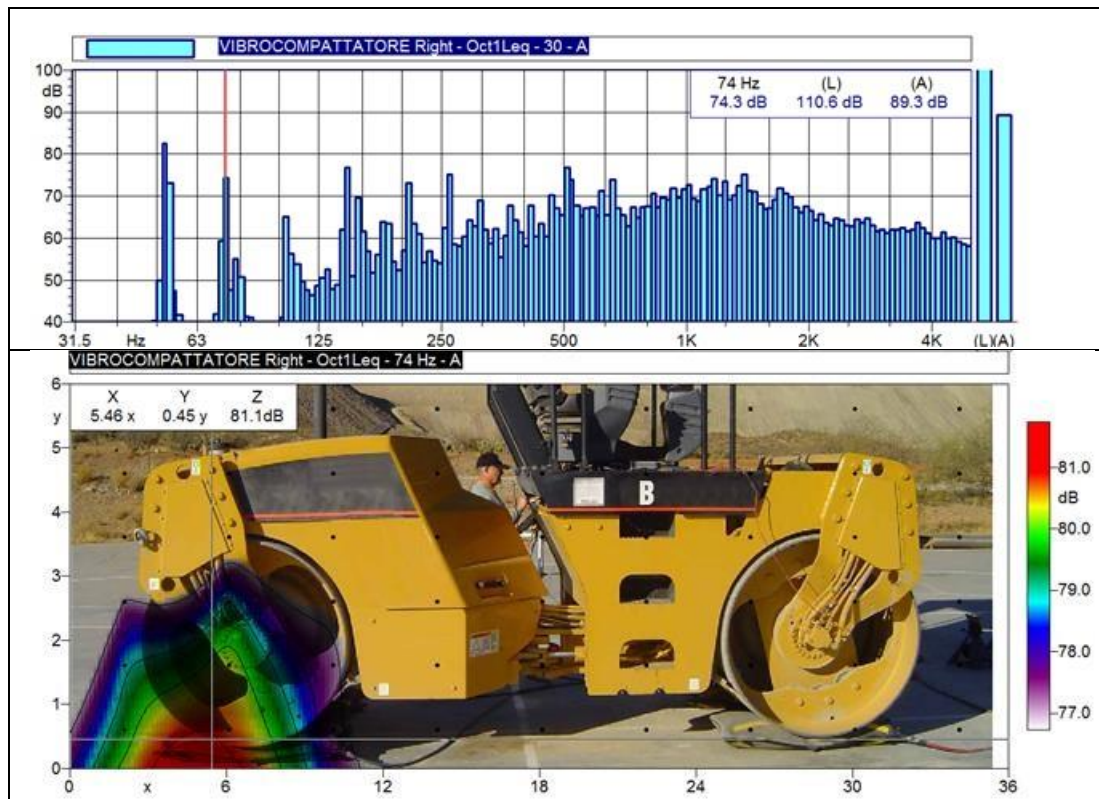 VIBROCOMPATTATORE Right - Oct1Leq - 30 - A
100
dB
90
80
70
60
50
40
74 Hz (L) (A)
74.3 dB 110.6 dB 89.3 dB
31.5 Hz 63 125 250 500 1K 2K 4K (L)(A)
VIBROCOMPATTATORE Right - Oct1Leq - 74 Hz - A
6
y
5
4
3
2
1
0
X Y Z
5.46 x 0.45 y 81.1dB
B
81.0
dB
80.0
79.0
78.0
77.0
0 x 6 12 18 24 30 36